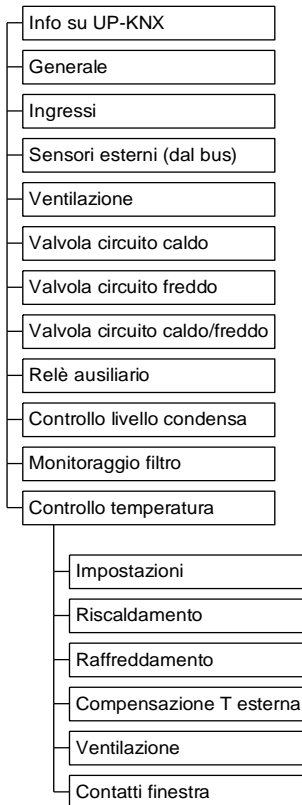 Info su UP-KNX
Generale
Ingressi
Sensori esterni (dal bus)
Ventilazione
Valvola circuito caldo
Valvola circuito freddo
Valvola circuito caldo/freddo
Relè ausiliario
Controllo livello condensa
Monitoraggio filtro
Controllo temperatura
Impostazioni
Riscaldamento
Raffreddamento
Compensazione T esterna
Ventilazione
Contatti finestra